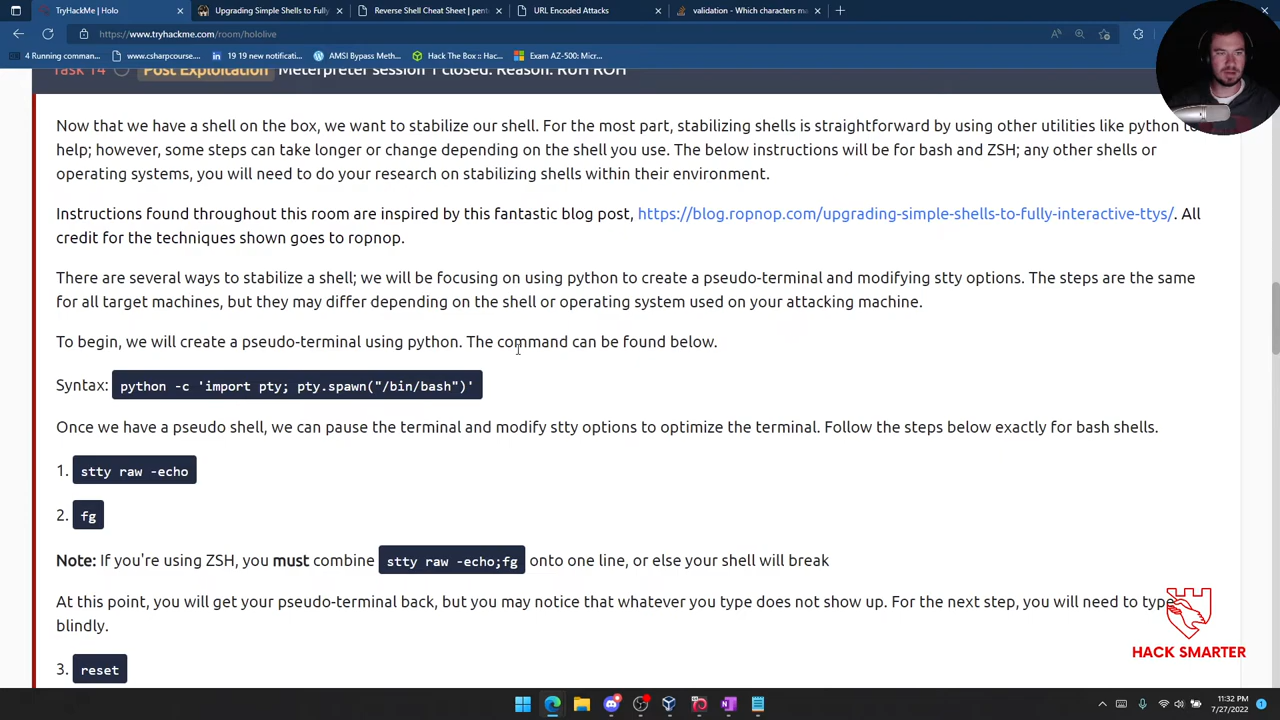 TryHackMe | Holo
Upgrading Simple Shells to Fully
Reverse Shell Cheat Sheet | pent
URL Encoded Attacks
validation - Which characters ma
https://www.tryhackme.com/room/hololive
4 Running comman...
www.csharpcourse....
19 19 new notificati...
AMSI Bypass Meth...
Hack The Box :: Hac...
Exam AZ-500: Micr...
Task 14 Post Exploitation Meterpreter session 1 closed. Reason: RUH ROH
Now that we have a shell on the box, we want to stabilize our shell. For the most part, stabilizing shells is straightforward by using other utilities like python to
help; however, some steps can take longer or change depending on the shell you use. The below instructions will be for bash and ZSH; any other shells or
operating systems, you will need to do your research on stabilizing shells within their environment.
Instructions found throughout this room are inspired by this fantastic blog post, https://blog.ropnop.com/upgrading-simple-shells-to-fully-interactive-ttys/. All
credit for the techniques shown goes to ropnop.
There are several ways to stabilize a shell; we will be focusing on using python to create a pseudo-terminal and modifying stty options. The steps are the same
for all target machines, but they may differ depending on the shell or operating system used on your attacking machine.
To begin, we will create a pseudo-terminal using python. The command can be found below.
Syntax: python -c 'import pty; pty.spawn("/bin/bash")'
Once we have a pseudo shell, we can pause the terminal and modify stty options to optimize the terminal. Follow the steps below exactly for bash shells.
1. stty raw -echo
2. fg
Note: If you're using ZSH, you must combine stty raw -echo;fg onto one line, or else your shell will break
At this point, you will get your pseudo-terminal back, but you may notice that whatever you type does not show up. For the next step, you will need to type
blindly.
HACK SMARTER
3. reset
11:32 PM
7/27/2022